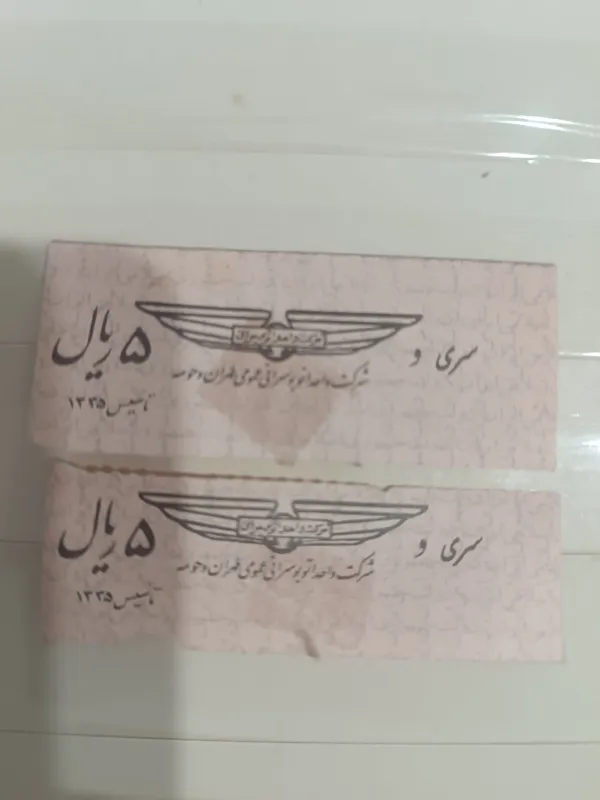 سری و
شرکت واحد اتوبوسرانی عمومی طهران و حومه
۵ ریال
تاسیس ۱۳۳۵
سری و
شرکت واحد اتوبوسرانی عمومی طهران و حومه
۵ ریال
تاسیس ۱۳۳۵